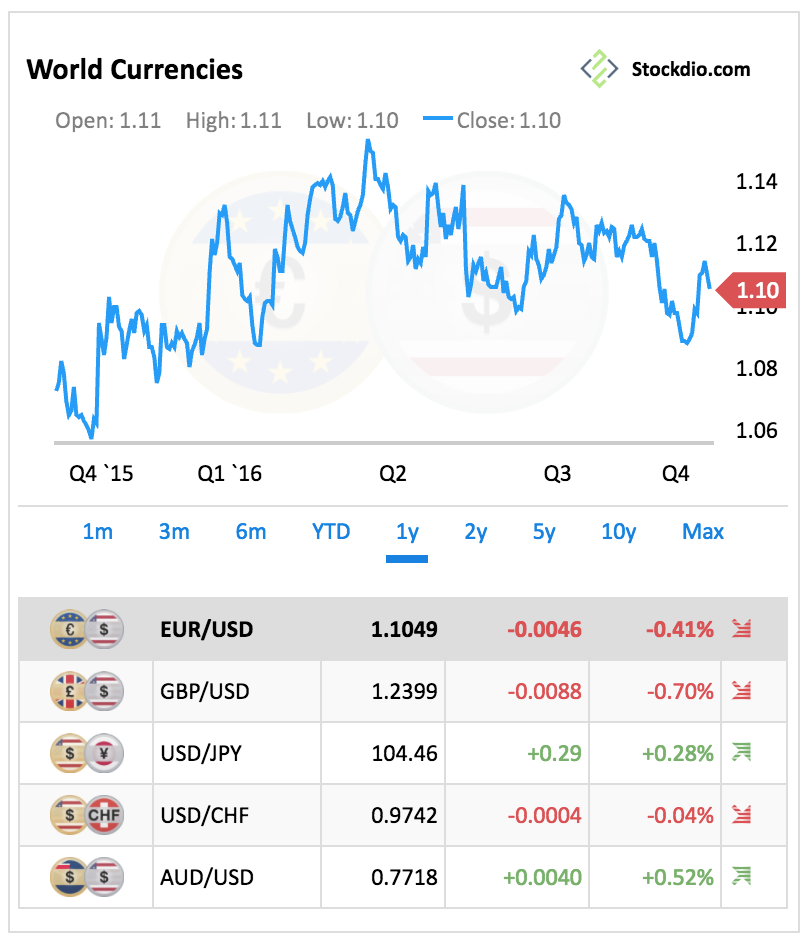 World Currencies Stockdio.com
Open: 1.11 High: 1.11 Low: 1.10 Close: 1.10
1.14
1.12
1.10
1.10
1.08
1.06
Q4 `15 Q1 `16 Q2 Q3 Q4
1m 3m 6m YTD 1y 2y 5y 10y Max
€ $ EUR/USD 1.1049 -0.0046 -0.41%
£ $ GBP/USD 1.2399 -0.0088 -0.70%
$ ¥ USD/JPY 104.46 +0.29 +0.28%
$ CHF USD/CHF 0.9742 -0.0004 -0.04%
$ $ AUD/USD 0.7718 +0.0040 +0.52%